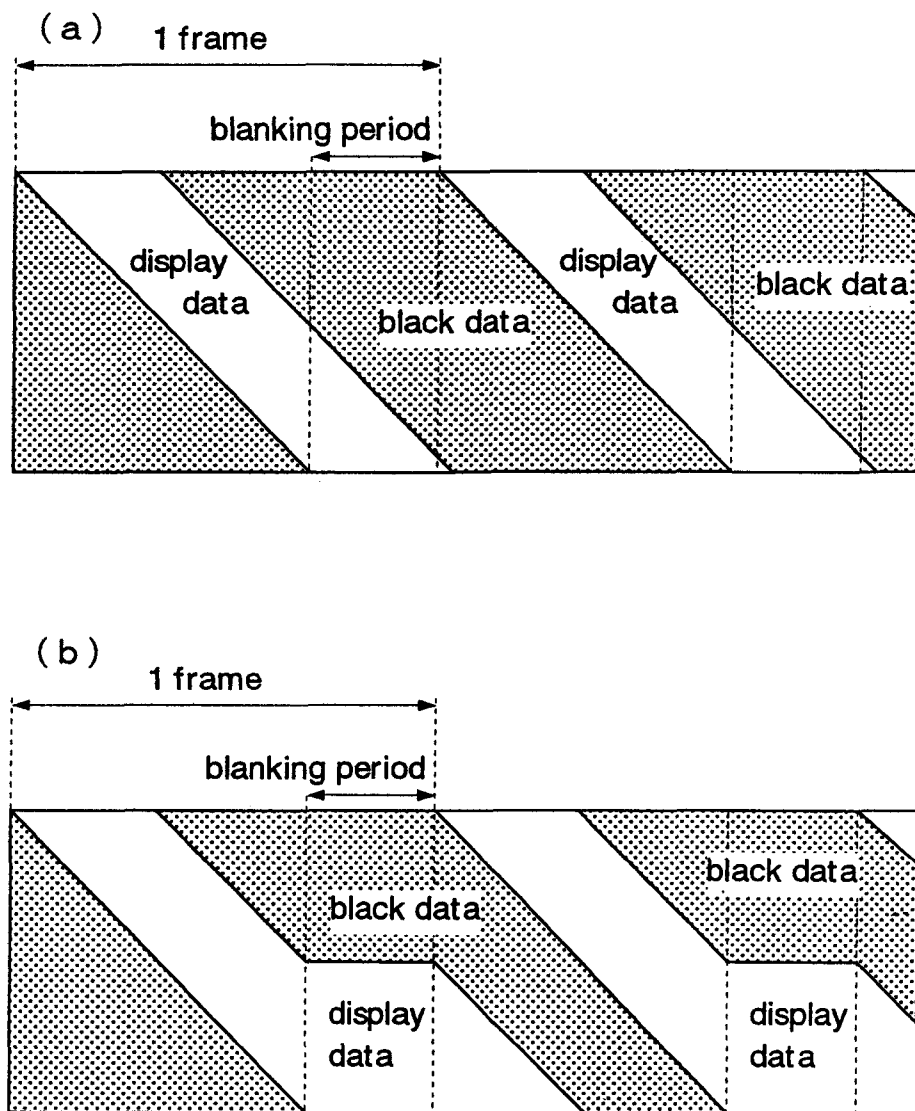 (a)
1 frame
blanking period
display
data
black data
display
data
black data
(b)
1 frame
blanking period
black data
display
data
black data
display
data